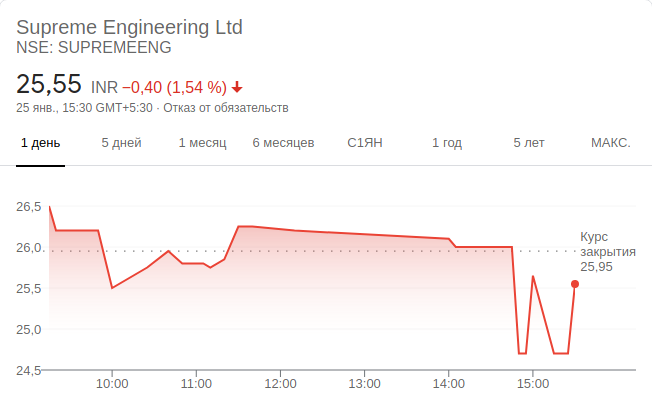 Supreme Engineering Ltd
NSE: SUPREMEENG
25,55 INR −0,40 (1,54 %)
25 янв., 15:30 GMT+5:30 · Отказ от обязательств
1 день 5 дней 1 месяц 6 месяцев С1ЯН 1 год 5 лет МАКС.
26,5
Курс
26,0 закрытия
25,95
25,5
25,0
24,5
10:00 11:00 12:00 13:00 14:00 15:00